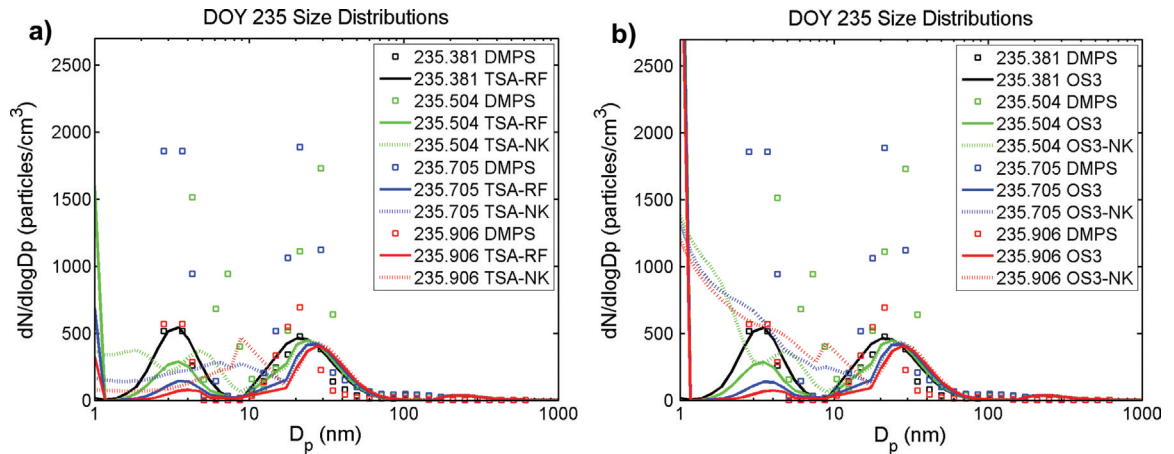 a)
DOY 235 Size Distributions
dN/dlogDp (particles/cm³)
2500
2000
1500
1000
500
0
235.381 DMPS
235.381 TSA-RF
235.504 DMPS
235.504 TSA-RF
235.504 TSA-NK
235.705 DMPS
235.705 TSA-RF
235.705 TSA-NK
235.906 DMPS
235.906 TSA-RF
235.906 TSA-NK
1 10 100 1000
Dₚ (nm)
b)
DOY 235 Size Distributions
dN/dlogDp (particles/cm³)
2500
2000
1500
1000
500
0
235.381 DMPS
235.381 OS3
235.504 DMPS
235.504 OS3
235.504 OS3-NK
235.705 DMPS
235.705 OS3
235.705 OS3-NK
235.906 DMPS
235.906 OS3
235.906 OS3-NK
1 10 100 1000
Dₚ (nm)